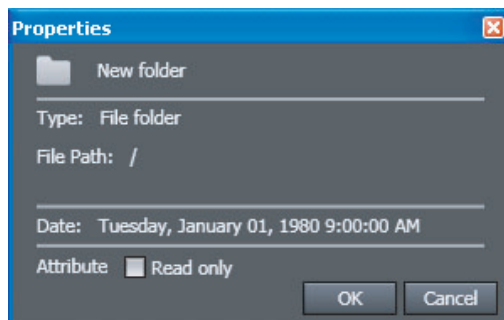 Properties
New folder
Type: File folder
File Path: /
Date: Tuesday, January 01, 1980 9:00:00 AM
Attribute Read only
OK Cancel